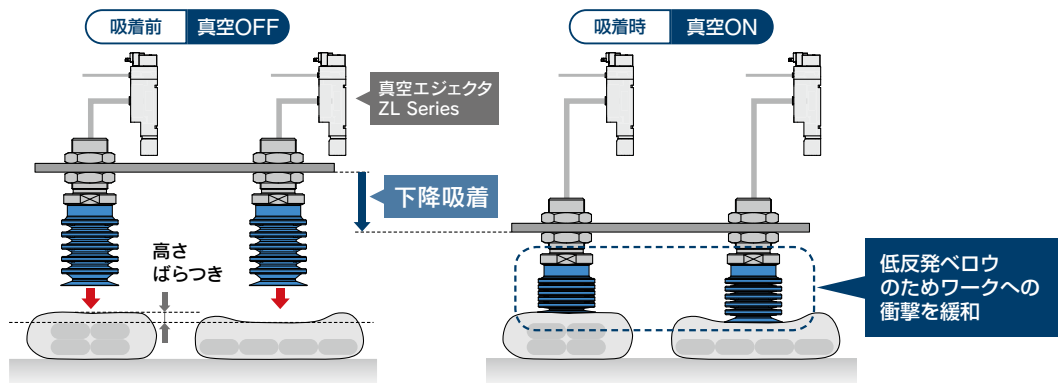 吸着前 真空OFF
吸着時 真空ON
真空エジェクタ
ZL Series
下降吸着
高さ
ばらつき
低反発ベロウ
のためワークへの
衝撃を緩和